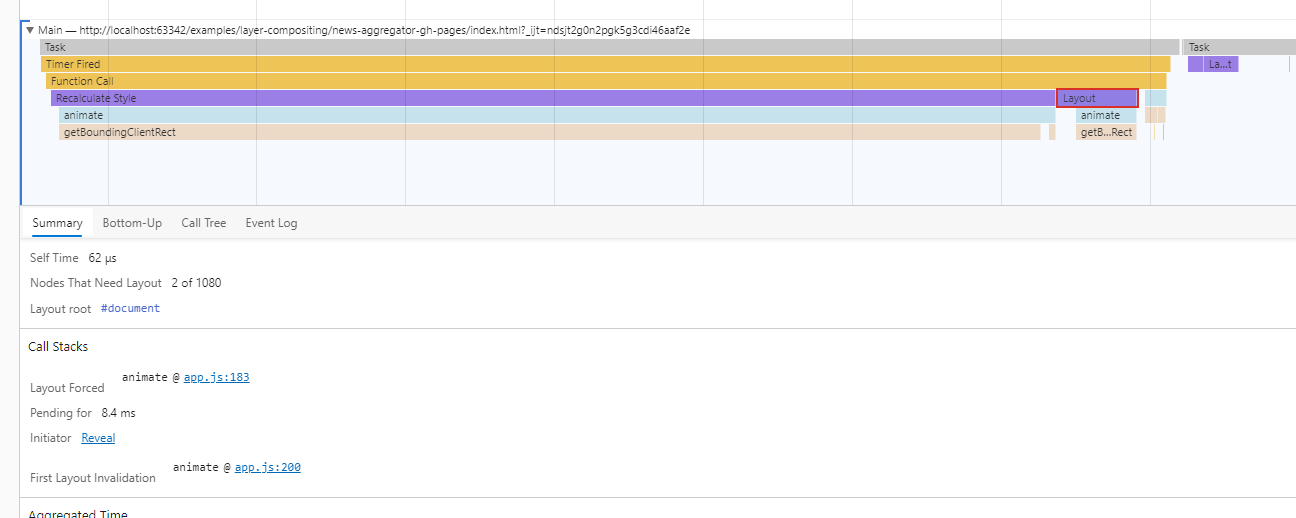 ▼ Main — http://localhost:63342/examples/layer-compositing/news-aggregator-gh-pages/index.html?_ijt=ndsjt2g0n2pgk5g3cdi46aaf2e
Task Task
Timer Fired La...t
Function Call
Recalculate Style Layout
animate animate
getBoundingClientRect getB...Rect
Summary Bottom-Up Call Tree Event Log
Self Time 62 μs
Nodes That Need Layout 2 of 1080
Layout root #document
Call Stacks
Layout Forced animate @ app.js:183
Pending for 8.4 ms
Initiator Reveal
First Layout Invalidation animate @ app.js:200
Aggregated Time